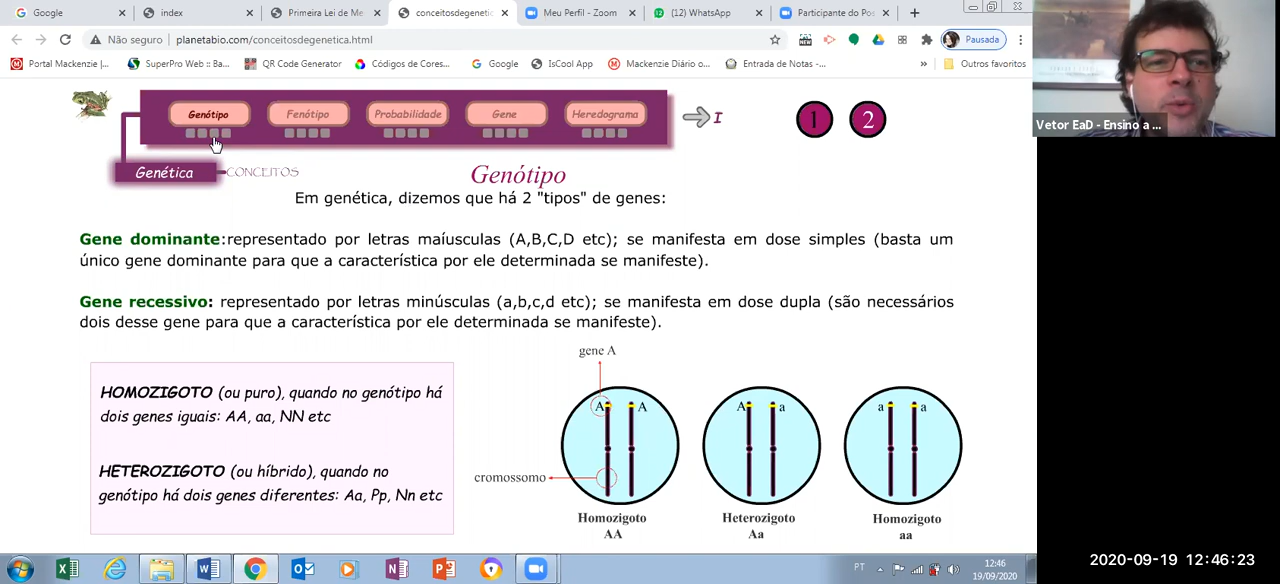 Google
index
Primeira Lei de Me
conceitosdegenetic
Meu Perfil - Zoom
(12) WhatsApp
Participante do Pos
Não seguro
planetabio.com/conceitosdegenetica.html
Pausada
Portal Mackenzie |...
SuperPro Web :: Ba...
QR Code Generator
Códigos de Cores...
Google
IsCool App
Mackenzie Diário o...
Entrada de Notas -...
»
Outros favoritos
Genótipo
Fenótipo
Probabilidade
Gene
Heredograma
I
1
2
Vetor EaD - Ensino a ...
Genética
CONCEITOS
Genótipo
Em genética, dizemos que há 2 "tipos" de genes:
Gene dominante:representado por letras maíusculas (A,B,C,D etc); se manifesta em dose simples (basta um
único gene dominante para que a característica por ele determinada se manifeste).
Gene recessivo: representado por letras minúsculas (a,b,c,d etc); se manifesta em dose dupla (são necessários
dois desse gene para que a característica por ele determinada se manifeste).
HOMOZIGOTO (ou puro), quando no genótipo há
dois genes iguais: AA, aa, NN etc
HETEROZIGOTO (ou híbrido), quando no
genótipo há dois genes diferentes: Aa, Pp, Nn etc
gene A
A
A
A
a
a
a
cromossomo
Homozigoto
AA
Heterozigoto
Aa
Homozigoto
aa
PT
12:46
19/09/2020
2020-09-19 12:46:23